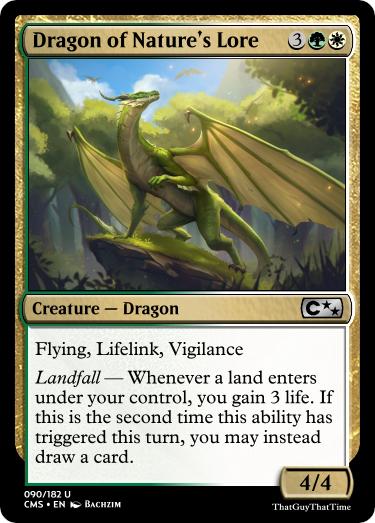 Dragon of Nature's Lore 3
Creature — Dragon
C
Flying, Lifelink, Vigilance
Landfall — Whenever a land enters
under your control, you gain 3 life. If
this is the second time this ability has
triggered this turn, you may instead
draw a card.
4/4
090/182 U
CMS • EN BACHZIM
ThatGuyThatTime